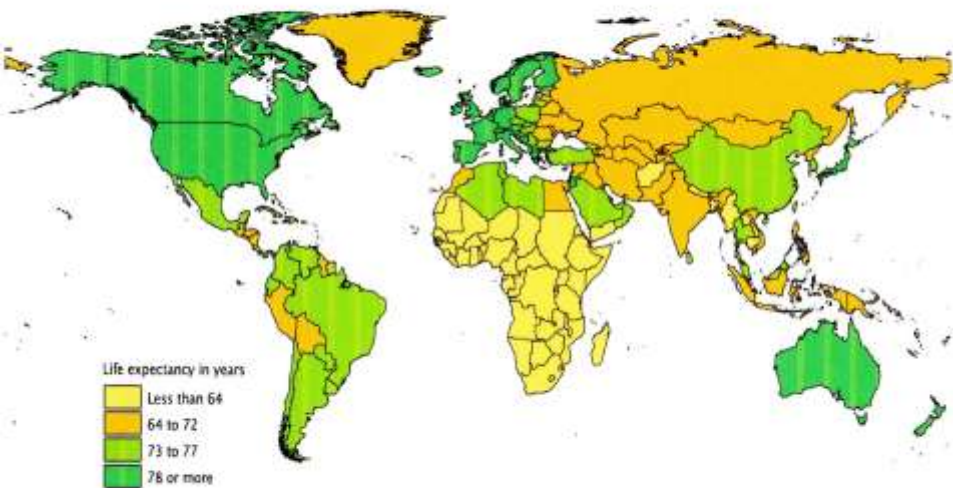 Life expectancy in years
Less than 64
64 to 72
73 to 77
78 or more